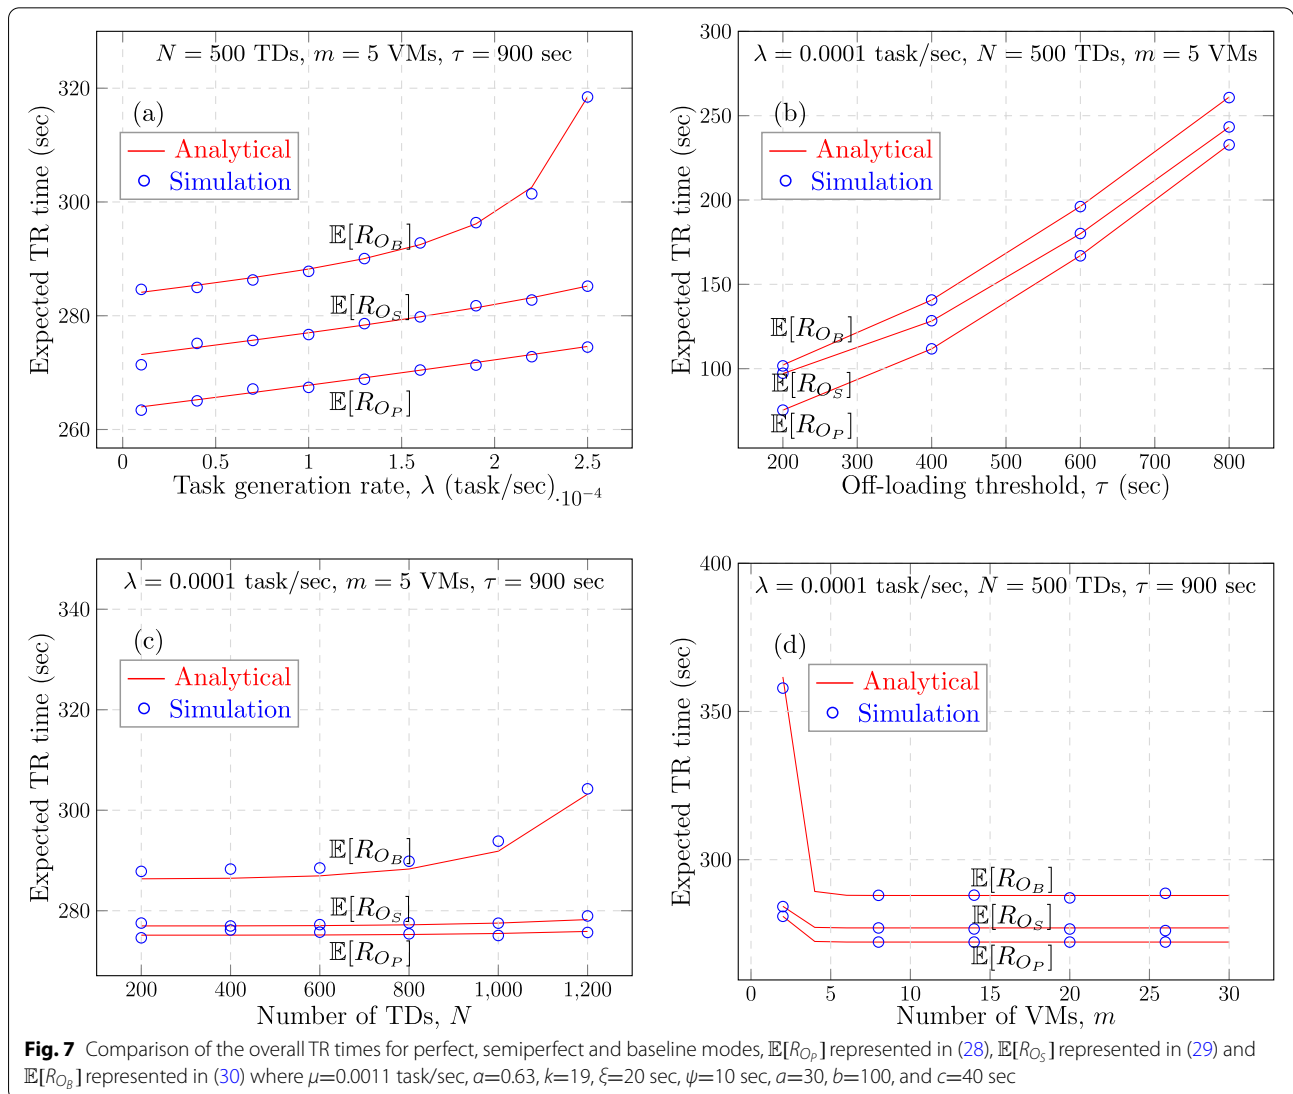 N = 500 TDs, m = 5 VMs, τ = 900 sec
(a)
Analytical
Simulation
𝔼[R_{O_B}]
𝔼[R_{O_S}]
𝔼[R_{O_P}]
320
300
280
260
Expected TR time (sec)
0 0.5 1 1.5 2 2.5
Task generation rate, λ (task/sec) ·10⁻⁴
λ = 0.0001 task/sec, N = 500 TDs, m = 5 VMs
(b)
Analytical
Simulation
𝔼[R_{O_B}]
𝔼[R_{O_S}]
𝔼[R_{O_P}]
300
250
200
150
100
Expected TR time (sec)
200 300 400 500 600 700 800
Off-loading threshold, τ (sec)
λ = 0.0001 task/sec, m = 5 VMs, τ = 900 sec
(c)
Analytical
Simulation
𝔼[R_{O_B}]
𝔼[R_{O_S}]
𝔼[R_{O_P}]
340
320
300
280
Expected TR time (sec)
200 400 600 800 1,000 1,200
Number of TDs, N
λ = 0.0001 task/sec, N = 500 TDs, τ = 900 sec
(d)
Analytical
Simulation
𝔼[R_{O_B}]
𝔼[R_{O_S}]
𝔼[R_{O_P}]
400
350
300
Expected TR time (sec)
0 5 10 15 20 25 30
Number of VMs, m
Fig. 7 Comparison of the overall TR times for perfect, semiperfect and baseline modes, 𝔼[R_{O_P}] represented in (28), 𝔼[R_{O_S}] represented in (29) and
𝔼[R_{O_B}] represented in (30) where μ=0.0011 task/sec, a=0.63, k=19, ξ=20 sec, ψ=10 sec, a=30, b=100, and c=40 sec